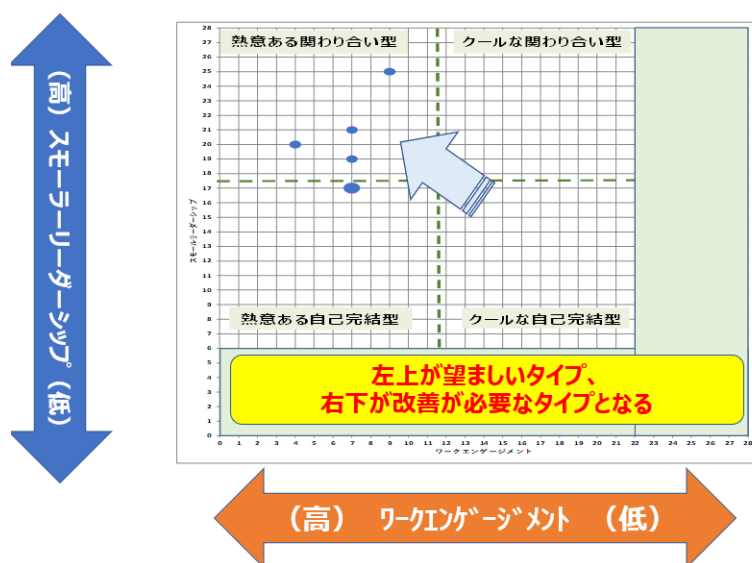 熱意ある関わり合い型
クールな関わり合い型
(高) スモーラーリーダーシップ (低)
スモールリーダーシップ
28
27
26
25
24
23
22
21
20
19
18
17
16
15
14
13
12
11
10
9
8
7
6
5
4
3
2
1
0
熱意ある自己完結型
クールな自己完結型
左上が望ましいタイプ、
右下が改善が必要なタイプとなる
0 1 2 3 4 5 6 7 8 9 10 11 12 13 14 15 16 17 18 19 20 21 22 23 24 25 26 27 28
ワークエンゲージメント
(高) ワークエンゲージメント (低)